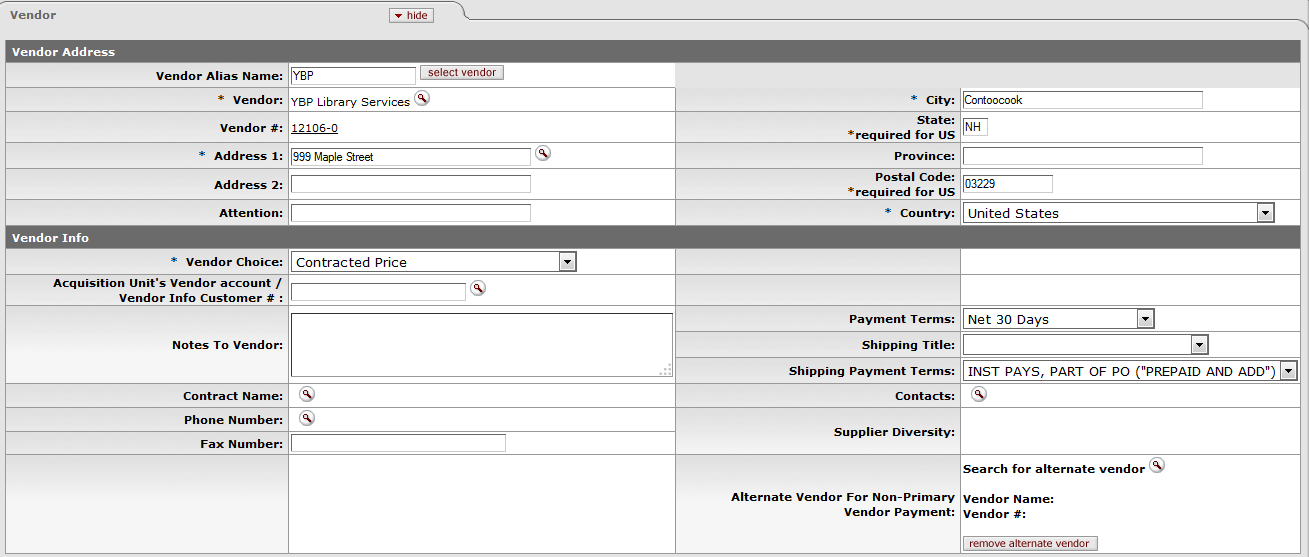 Vendor
hide
Vendor Address
Vendor Alias Name: YBP select vendor
* Vendor: YBP Library Services
* City: Contoocook
Vendor #: 12106-0
State:
*required for US
NH
* Address 1: 999 Maple Street
Province:
Address 2:
Postal Code:
*required for US
03229
Attention:
* Country: United States
Vendor Info
* Vendor Choice: Contracted Price
Acquisition Unit's Vendor account /
Vendor Info Customer # :
Notes To Vendor:
Payment Terms: Net 30 Days
Shipping Title:
Shipping Payment Terms: INST PAYS, PART OF PO ("PREPAID AND ADD")
Contract Name:
Contacts:
Phone Number:
Supplier Diversity:
Fax Number:
Alternate Vendor For Non-Primary
Vendor Payment:
Search for alternate vendor
Vendor Name:
Vendor #:
remove alternate vendor